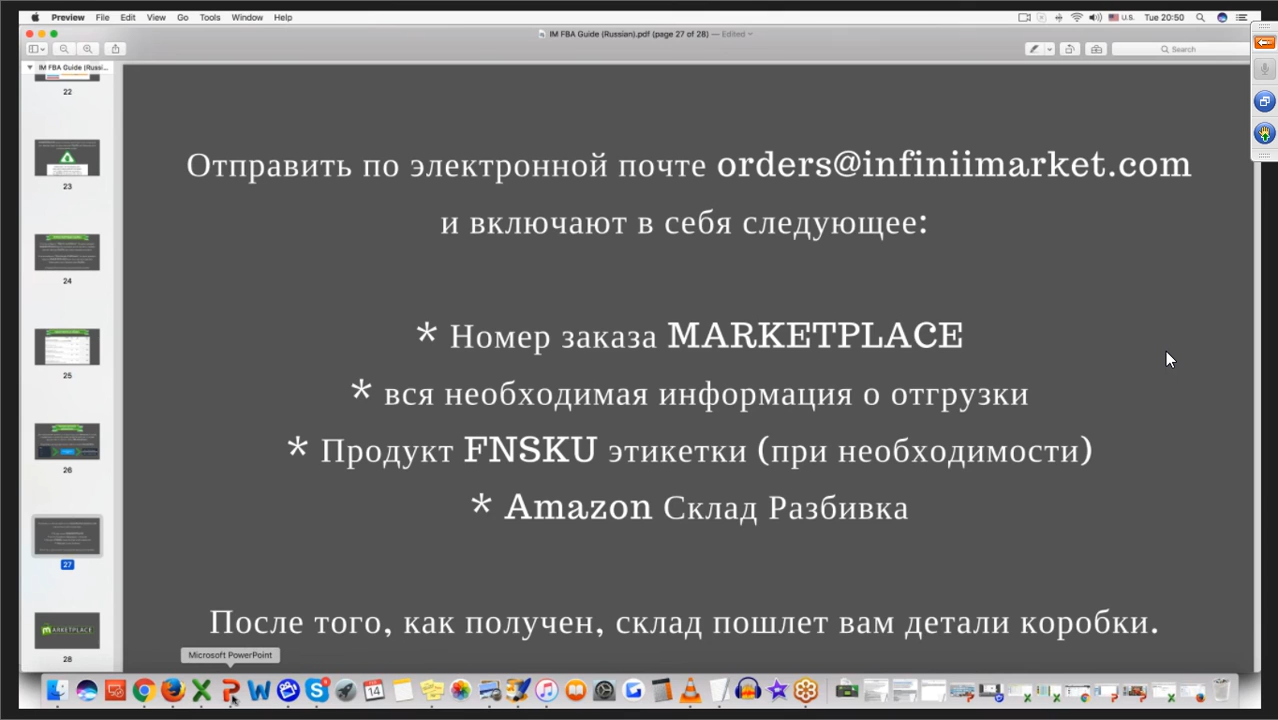 Preview File Edit View Go Tools Window Help
U.S. Tue 20:50
IM FBA Guide (Russian).pdf (page 27 of 28) — Edited
Search
IM FBA Guide (Russi...
22
23
24
25
26
27
MARKETPLACE
28
Отправить по электронной почте orders@infiniimarket.com
и включают в себя следующее:
* Номер заказа MARKETPLACE
* вся необходимая информация о отгрузки
* Продукт FNSKU этикетки (при необходимости)
* Amazon Склад Разбивка
После того, как получен, склад пошлет вам детали коробки.
Microsoft PowerPoint
14